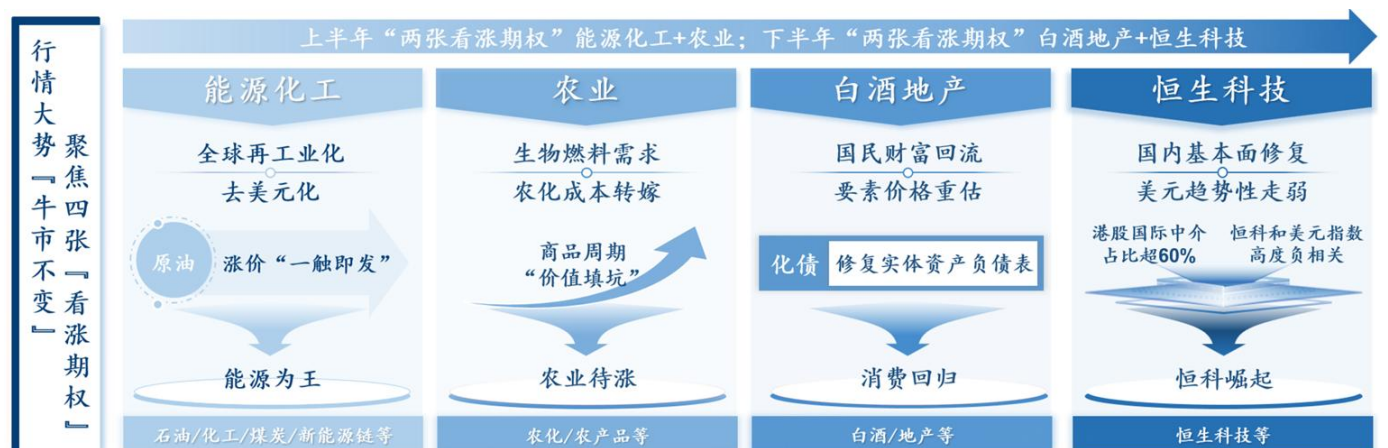 行情大势『牛市不变』
聚焦四张『看涨期权』
上半年“两张看涨期权”能源化工+农业；下半年“两张看涨期权”白酒地产+恒生科技
能源化工
全球再工业化
去美元化
原油
涨价“一触即发”
能源为王
石油/化工/煤炭/新能源链等
农业
生物燃料需求
农化成本转嫁
商品周期
“价值填坑”
农业待涨
农化/农产品等
白酒地产
国民财富回流
要素价格重估
化债
修复实体资产负债表
消费回归
白酒/地产等
恒生科技
国内基本面修复
美元趋势性走弱
港股国际中介
占比超60%
恒科和美元指数
高度负相关
恒科崛起
恒生科技等